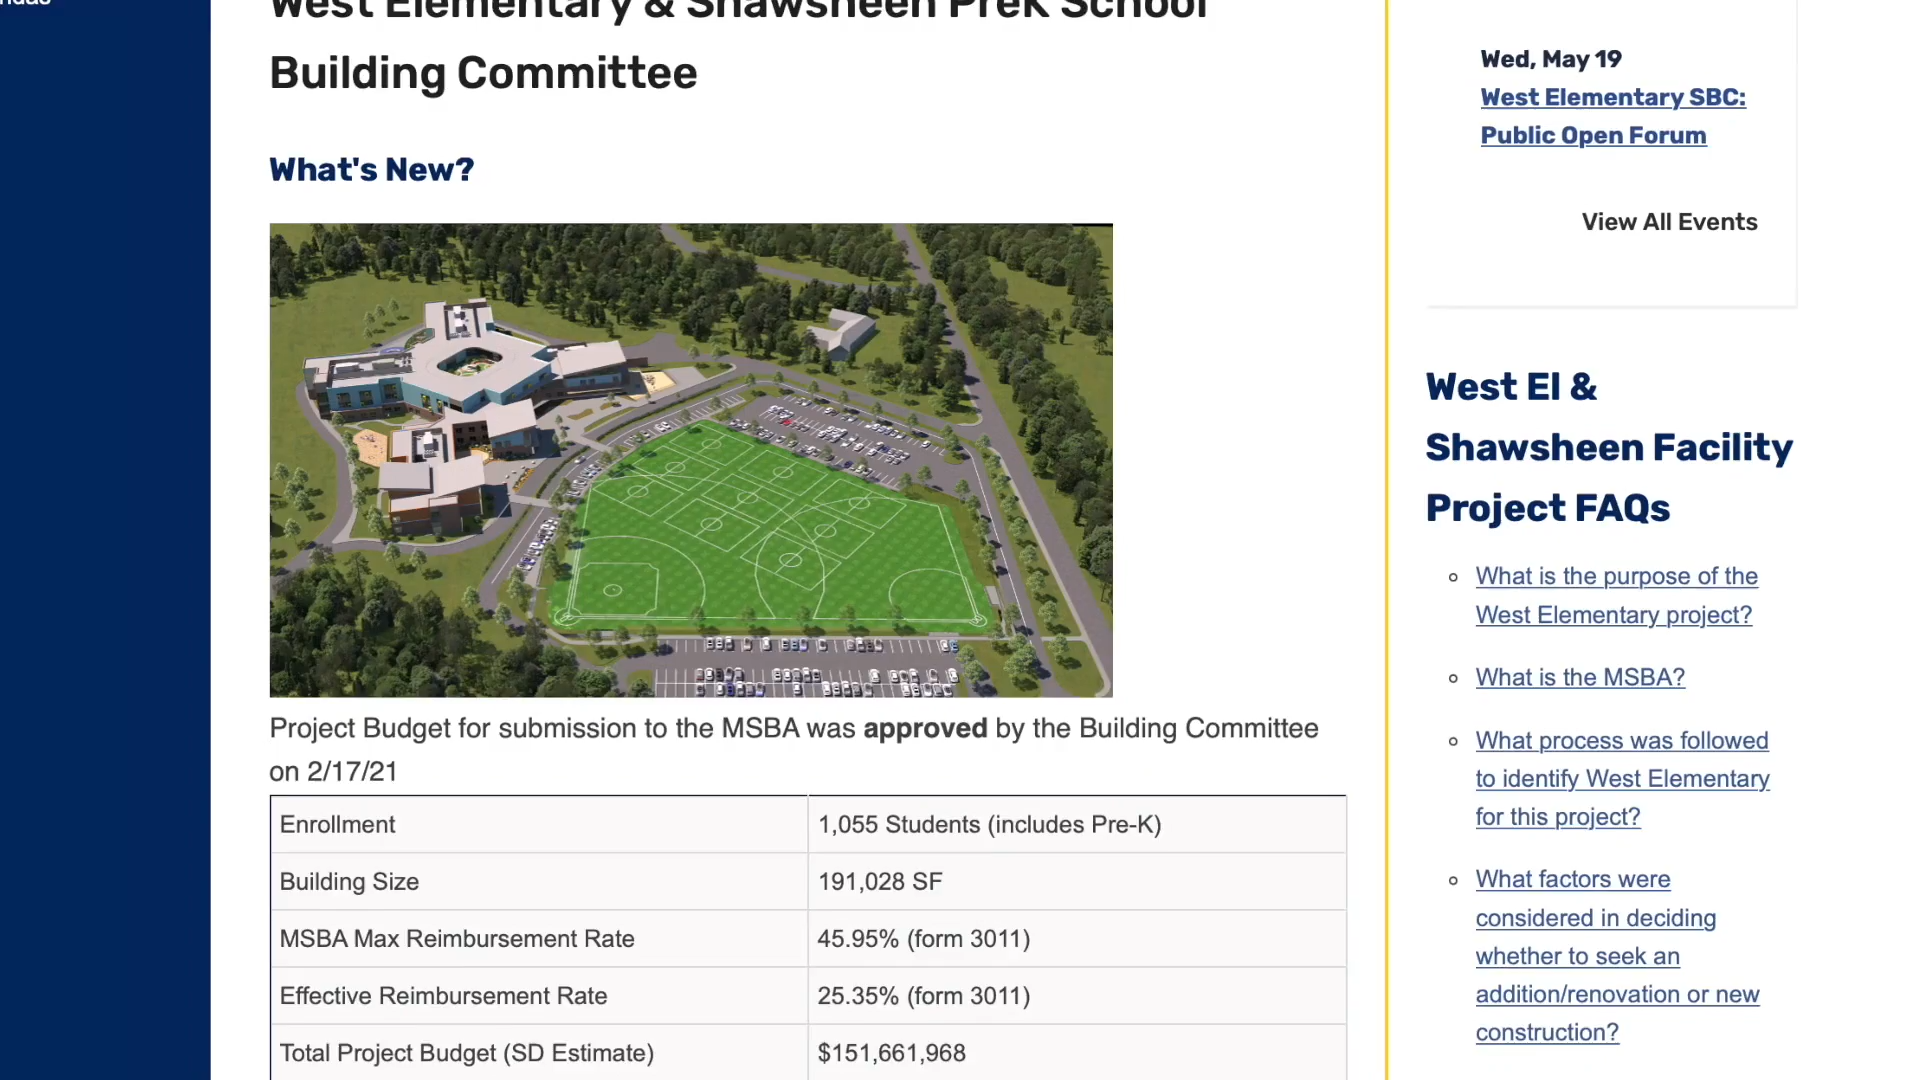 West Elementary & Shawsheen PreK School
Building Committee
What's New?
Project Budget for submission to the MSBA was approved by the Building Committee
on 2/17/21
Enrollment 1,055 Students (includes Pre-K)
Building Size 191,028 SF
MSBA Max Reimbursement Rate 45.95% (form 3011)
Effective Reimbursement Rate 25.35% (form 3011)
Total Project Budget (SD Estimate) $151,661,968
Wed, May 19
West Elementary SBC:
Public Open Forum
View All Events
West El &
Shawsheen Facility
Project FAQs
What is the purpose of the
West Elementary project?
What is the MSBA?
What process was followed
to identify West Elementary
for this project?
What factors were
considered in deciding
whether to seek an
addition/renovation or new
construction?